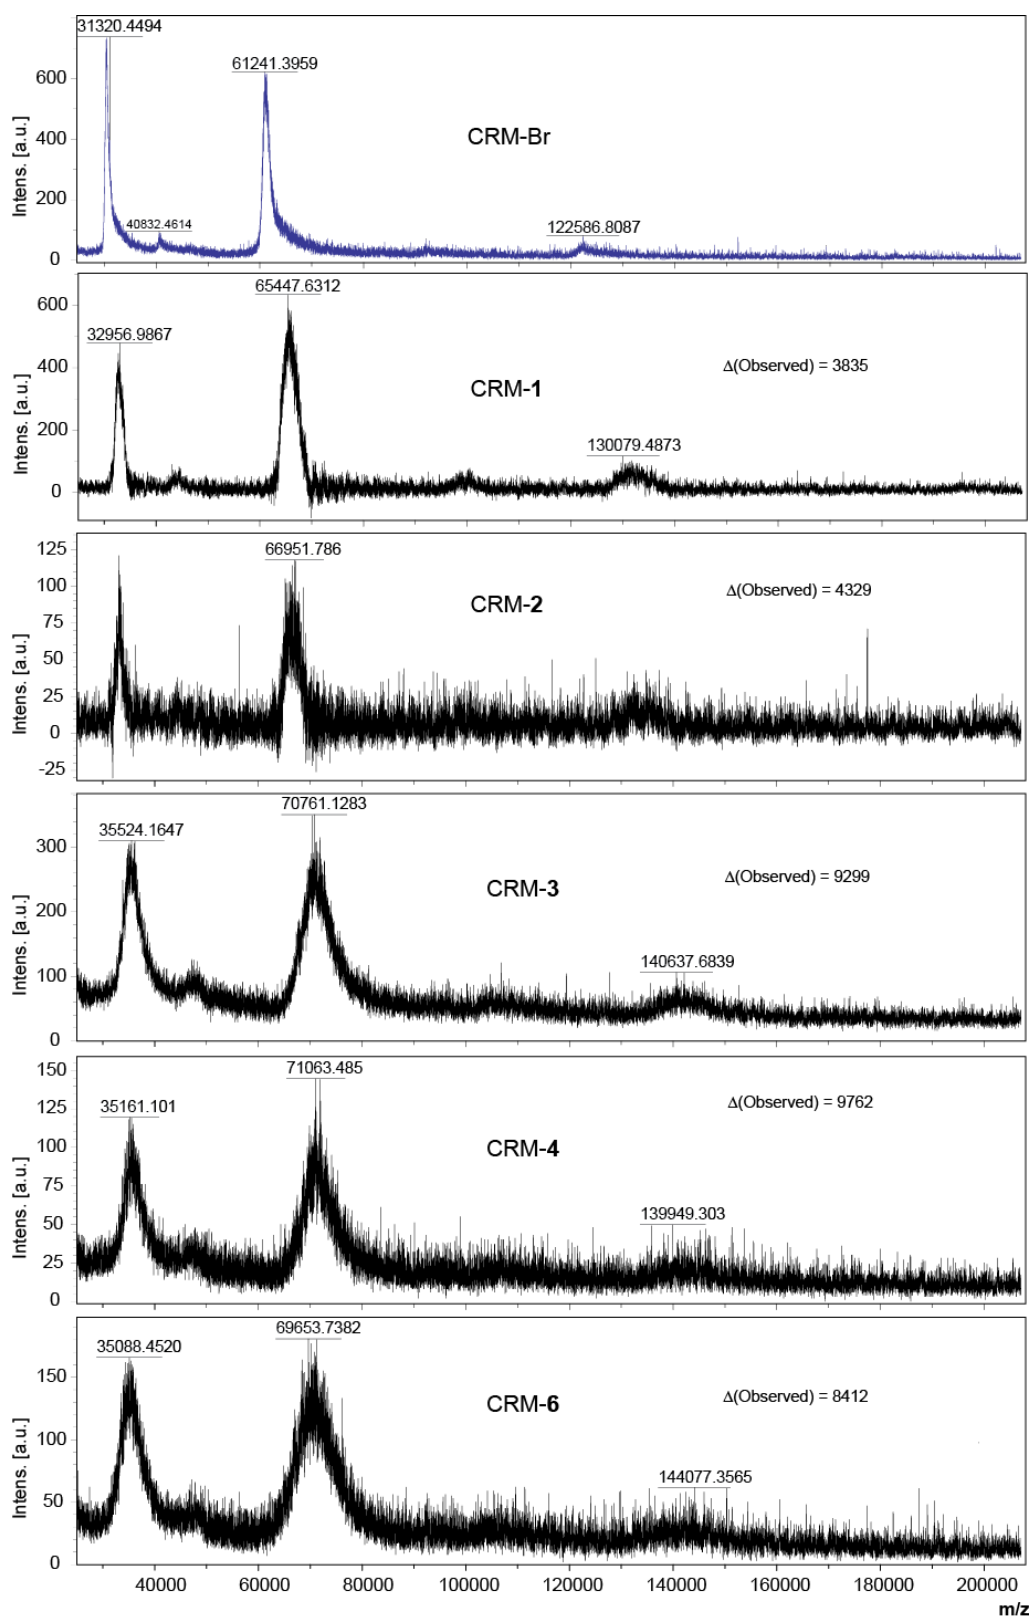 31320.4494
61241.3959
600
CRM-Br
400
200
40832.4614
122586.8087
0
Intens. [a.u.]
65447.6312
600
32956.9867
400
Δ(Observed) = 3835
CRM-1
200
130079.4873
0
Intens. [a.u.]
66951.786
125
100
Δ(Observed) = 4329
CRM-2
75
50
25
0
-25
Intens. [a.u.]
70761.1283
35524.1647
300
Δ(Observed) = 9299
CRM-3
200
140637.6839
100
0
Intens. [a.u.]
71063.485
150
35161.101
Δ(Observed) = 9762
125
CRM-4
100
75
139949.303
50
25
0
Intens. [a.u.]
69653.7382
35088.4520
150
Δ(Observed) = 8412
CRM-6
100
144077.3565
50
0
Intens. [a.u.]
40000 60000 80000 100000 120000 140000 160000 180000 200000
m/z